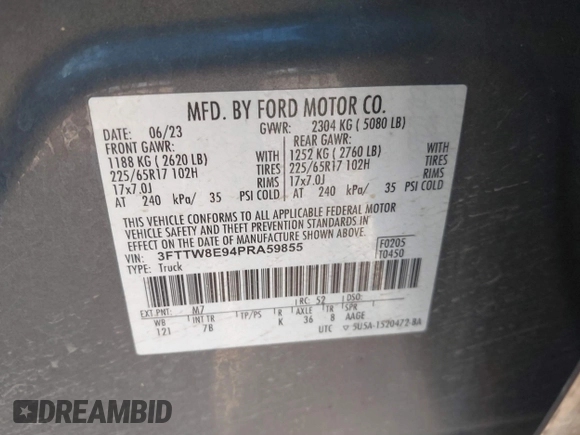 MFD. BY FORD MOTOR CO.
DATE: 06/23 GVWR: 2304 KG ( 5080 LB)
FRONT GAWR: REAR GAWR:
1188 KG ( 2620 LB) WITH 1252 KG ( 2760 LB) WITH
225/65R17 102H TIRES 225/65R17 102H TIRES
17x7.0J RIMS 17x7.0J RIMS
AT 240 kPa/ 35 PSI COLD AT 240 kPa/ 35 PSI COLD
THIS VEHICLE CONFORMS TO ALL APPLICABLE FEDERAL MOTOR
VEHICLE SAFETY AND THEFT PREVENTION STANDARDS IN
EFFECT ON THE DATE OF MANUFACTURE SHOWN ABOVE.
VIN: 3FTTW8E94PRA59855 F0205
TYPE: Truck T0450
EXT PNT: M7 RC: 52 DSO:
WB INT TR TP/PS R AXLE TR SPR
121 7B K 36 8 AAGE
UTC 5U5A-1520472-BA
DREAMBID